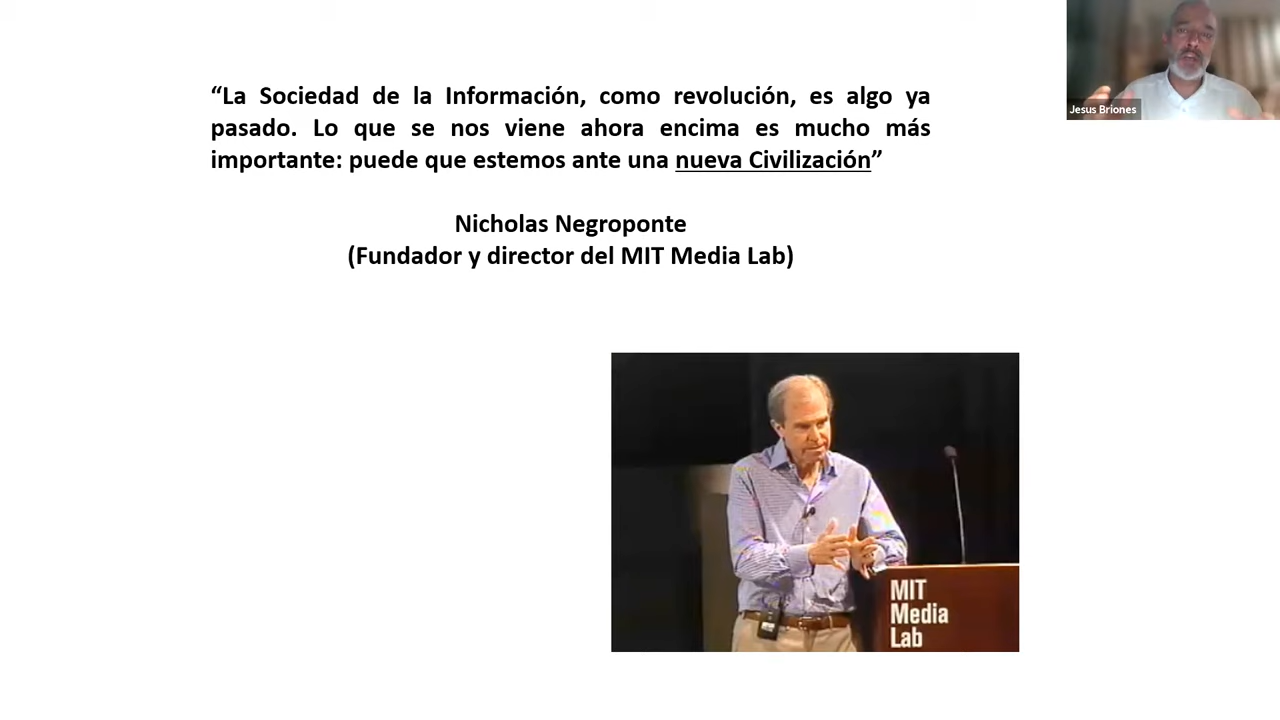 “La Sociedad de la Información, como revolución, es algo ya
pasado. Lo que se nos viene ahora encima es mucho más
importante: puede que estemos ante una nueva Civilización”
Nicholas Negroponte
(Fundador y director del MIT Media Lab)
Jesus Briones
MIT
Media
Lab